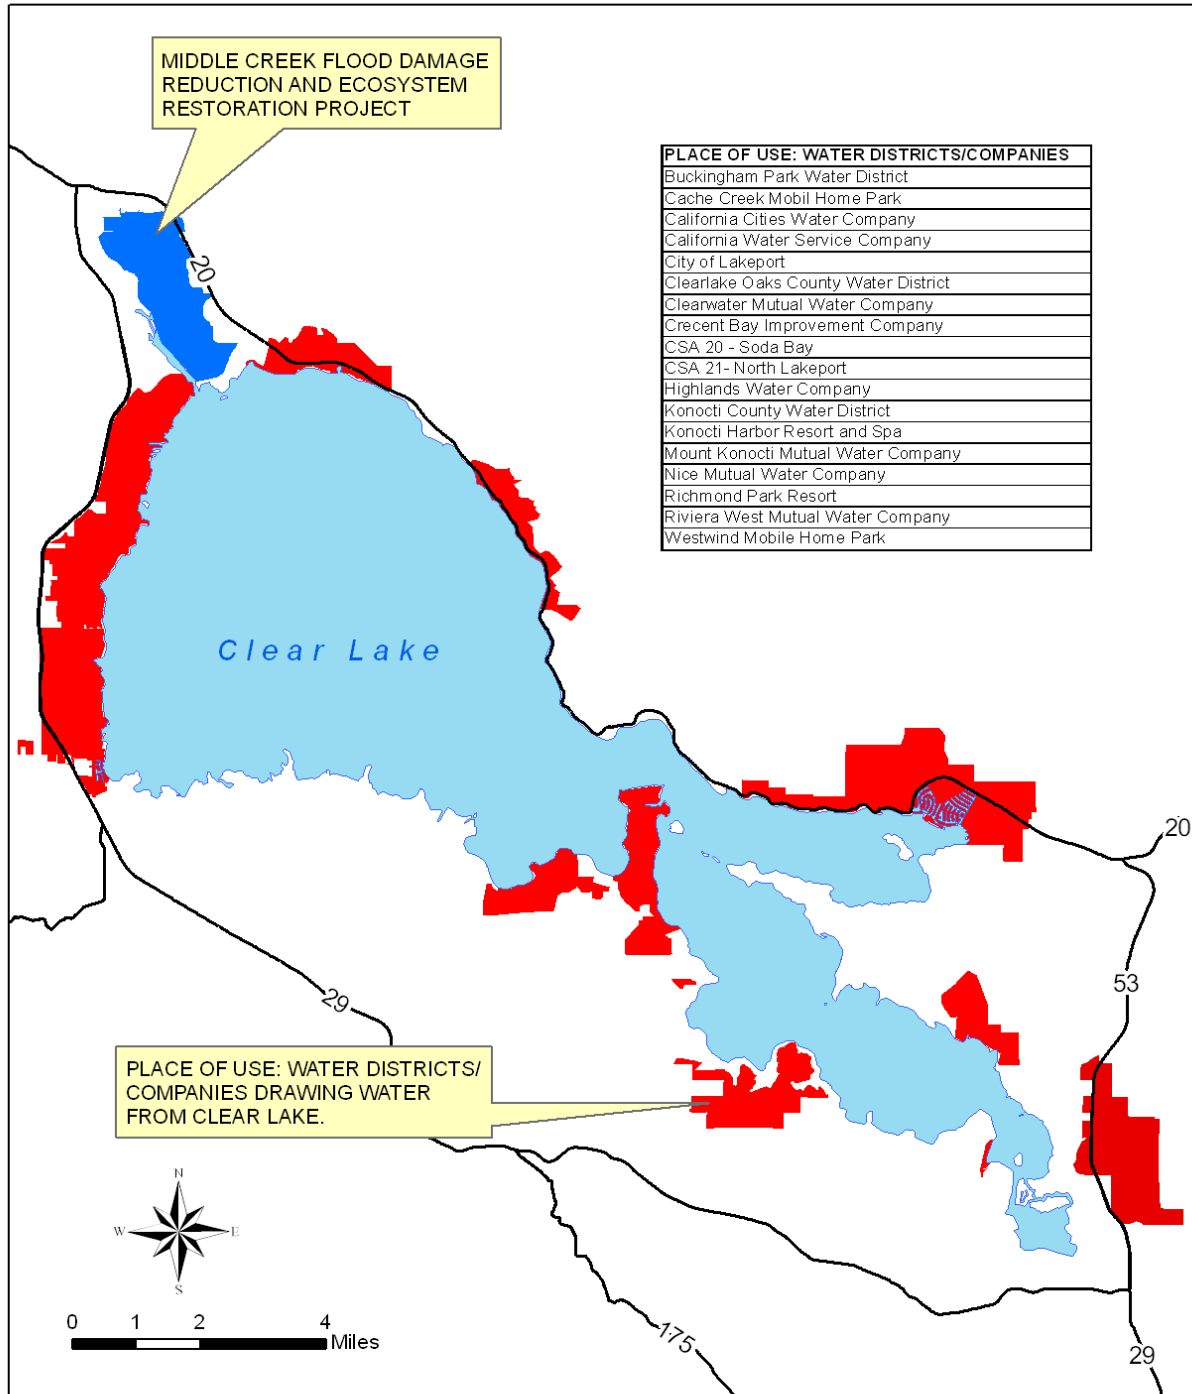 MIDDLE CREEK FLOOD DAMAGE
REDUCTION AND ECOSYSTEM
RESTORATION PROJECT
PLACE OF USE: WATER DISTRICTS/COMPANIES
Buckingham Park Water District
Cache Creek Mobil Home Park
California Cities Water Company
California Water Service Company
City of Lakeport
Clearlake Oaks County Water District
Clearwater Mutual Water Company
Crecent Bay Improvement Company
CSA 20 - Soda Bay
CSA 21- North Lakeport
Highlands Water Company
Konocti County Water District
Konocti Harbor Resort and Spa
Mount Konocti Mutual Water Company
Nice Mutual Water Company
Richmond Park Resort
Riviera West Mutual Water Company
Westwind Mobile Home Park
20
Clear Lake
20
53
29
PLACE OF USE: WATER DISTRICTS/
COMPANIES DRAWING WATER
FROM CLEAR LAKE.
N
W E
S
0 1 2 4
Miles
175
29